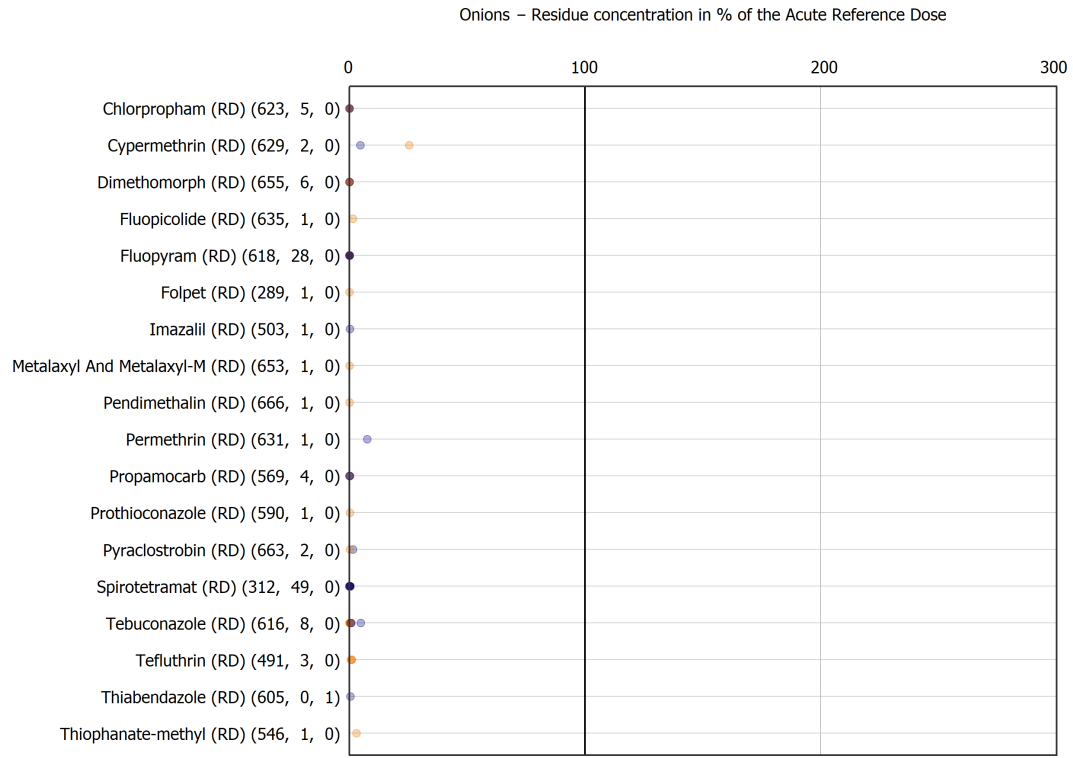 Onions – Residue concentration in % of the Acute Reference Dose
0 100 200 300
Chlorpropham (RD) (623, 5, 0)
Cypermethrin (RD) (629, 2, 0)
Dimethomorph (RD) (655, 6, 0)
Fluopicolide (RD) (635, 1, 0)
Fluopyram (RD) (618, 28, 0)
Folpet (RD) (289, 1, 0)
Imazalil (RD) (503, 1, 0)
Metalaxyl And Metalaxyl-M (RD) (653, 1, 0)
Pendimethalin (RD) (666, 1, 0)
Permethrin (RD) (631, 1, 0)
Propamocarb (RD) (569, 4, 0)
Prothioconazole (RD) (590, 1, 0)
Pyraclostrobin (RD) (663, 2, 0)
Spirotetramat (RD) (312, 49, 0)
Tebuconazole (RD) (616, 8, 0)
Tefluthrin (RD) (491, 3, 0)
Thiabendazole (RD) (605, 0, 1)
Thiophanate-methyl (RD) (546, 1, 0)